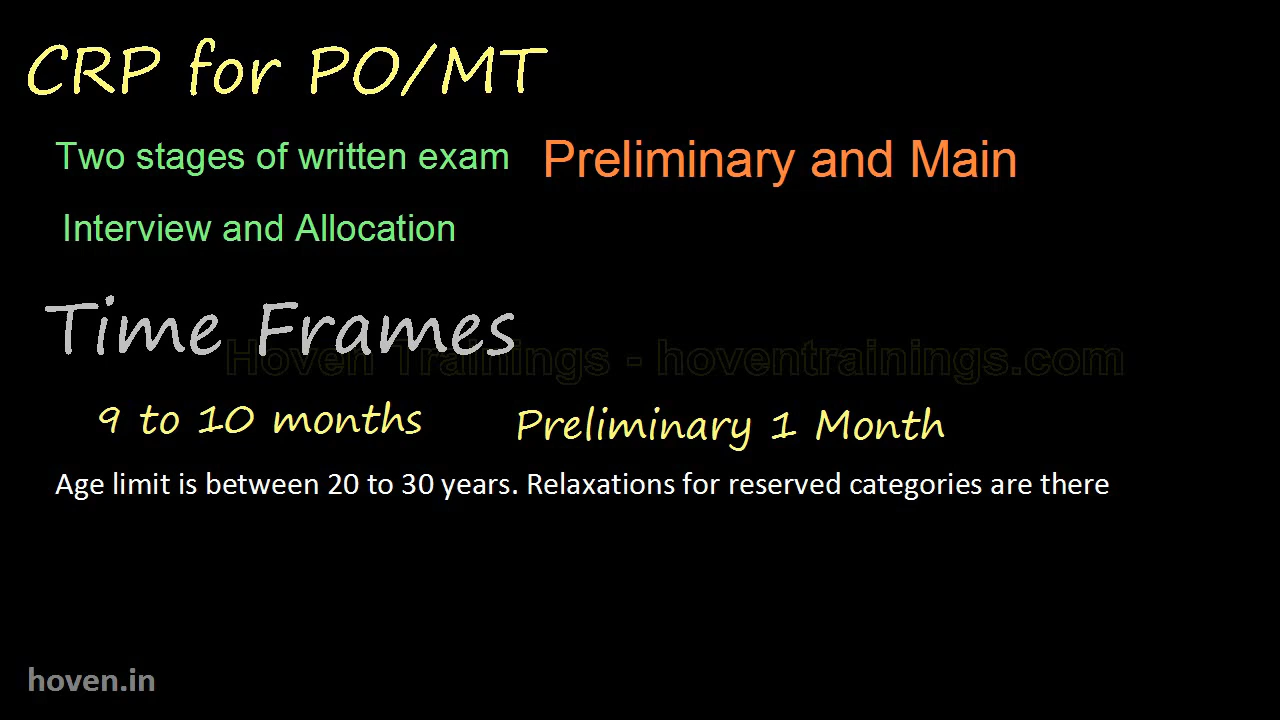 CRP for PO/MT
Two stages of written exam Preliminary and Main
Interview and Allocation
Time Frames
Hoven Trainings - hoventrainings.com
9 to 10 months Preliminary 1 Month
Age limit is between 20 to 30 years. Relaxations for reserved categories are there
hoven.in